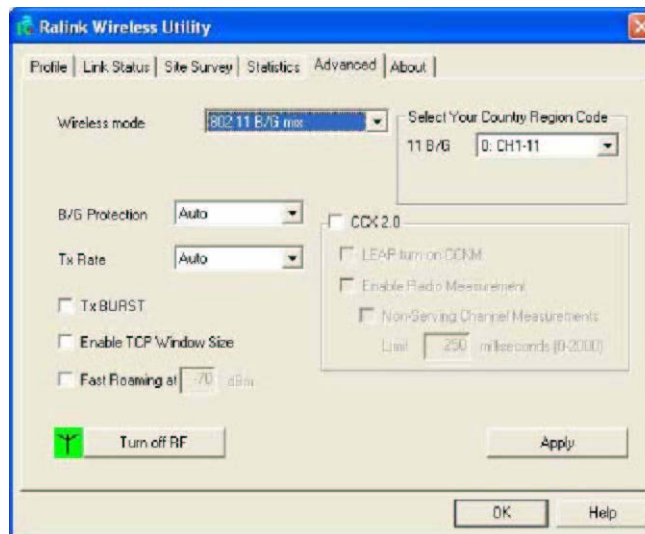 Ralink Wireless Utility
Profile Link Status Site Survey Statistics Advanced About
Wireless mode 802.11 B/G mix
Select Your Country Region Code
11 B/G 0: CH1-11
B/G Protection Auto
CCX 2.0
Tx Rate Auto
LEAP turn on CCKM
Enable Radio Measurement
Tx BURST
Non-Serving Channel Measurements
Enable TCP Window Size
Limit 250 milliseconds (0-2000)
Fast Roaming at -70 dBm
Turn off RF Apply
OK Help